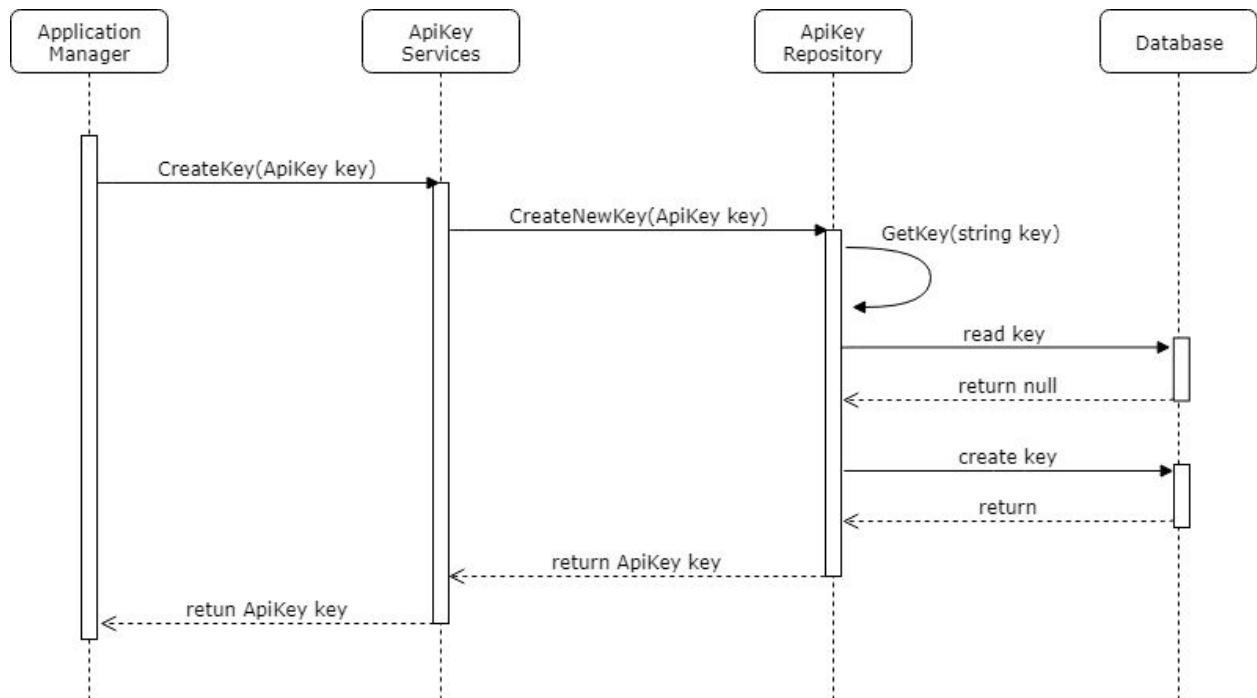 Application
Manager
ApiKey
Services
ApiKey
Repository
Database
CreateKey(ApiKey key)
CreateNewKey(ApiKey key)
GetKey(string key)
read key
return null
create key
return
return ApiKey key
retun ApiKey key